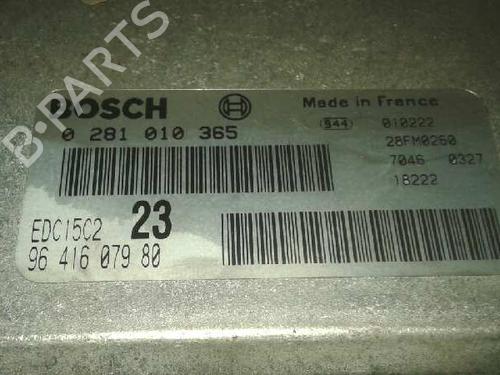 BOSCH
0 281 010 365
Made in France
944 010222
28FM0260
7046 0327
18222
EDC15C2 23
96 416 079 80
B-PARTS